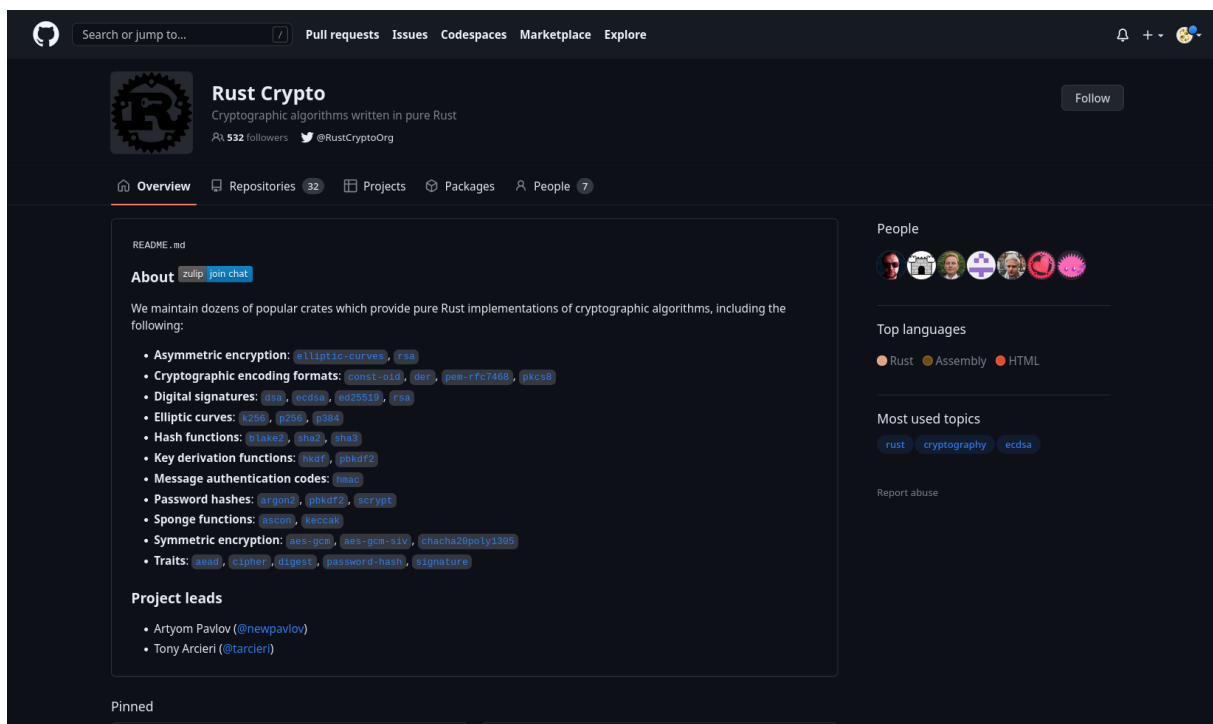 Search or jump to... /
Pull requests Issues Codespaces Marketplace Explore
Rust Crypto
Cryptographic algorithms written in pure Rust
532 followers @RustCryptoOrg
Follow
Overview Repositories 32 Projects Packages People 7
README.md
About zulip join chat
We maintain dozens of popular crates which provide pure Rust implementations of cryptographic algorithms, including the
following:
• Asymmetric encryption: elliptic-curves, rsa
• Cryptographic encoding formats: const-oid, der, pem-rfc7468, pkcs8
• Digital signatures: dsa, ecdsa, ed25519, rsa
• Elliptic curves: k256, p256, p384
• Hash functions: blake2, sha2, sha3
• Key derivation functions: hkdf, pbkdf2
• Message authentication codes: hmac
• Password hashes: argon2, pbkdf2, scrypt
• Sponge functions: ascon, keccak
• Symmetric encryption: aes-gcm, aes-gcm-siv, chacha20poly1305
• Traits: aead, cipher, digest, password-hash, signature
Project leads
• Artyom Pavlov (@newpavlov)
• Tony Arcieri (@tarcieri)
Pinned
People
Top languages
Rust Assembly HTML
Most used topics
rust cryptography ecdsa
Report abuse